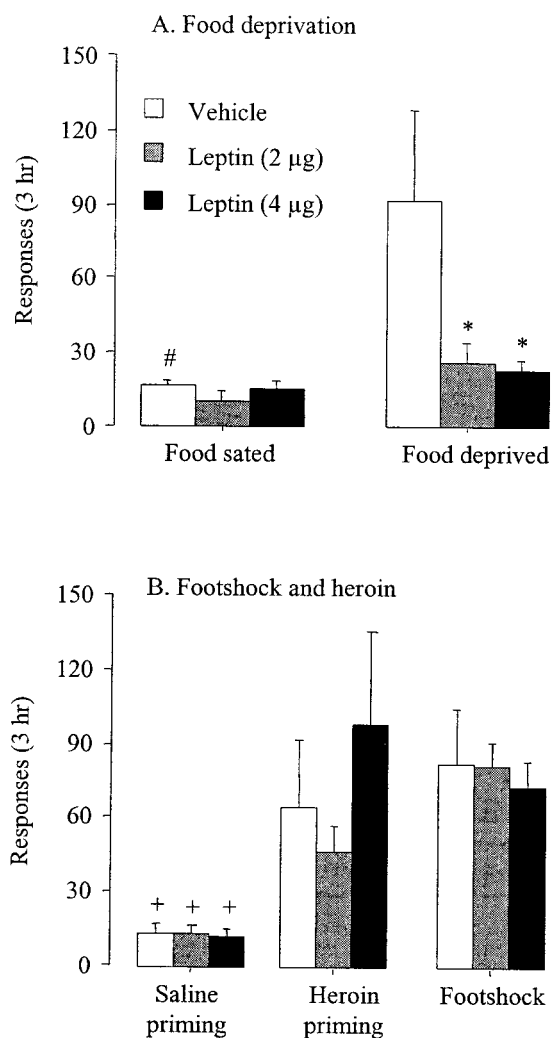 A. Food deprivation
150
120
90
60
30
0
Responses (3 hr)
Vehicle
Leptin (2 µg)
Leptin (4 µg)
#
*
*
Food sated
Food deprived
B. Footshock and heroin
150
120
90
60
30
0
Responses (3 hr)
+ + +
Saline
priming
Heroin
priming
Footshock